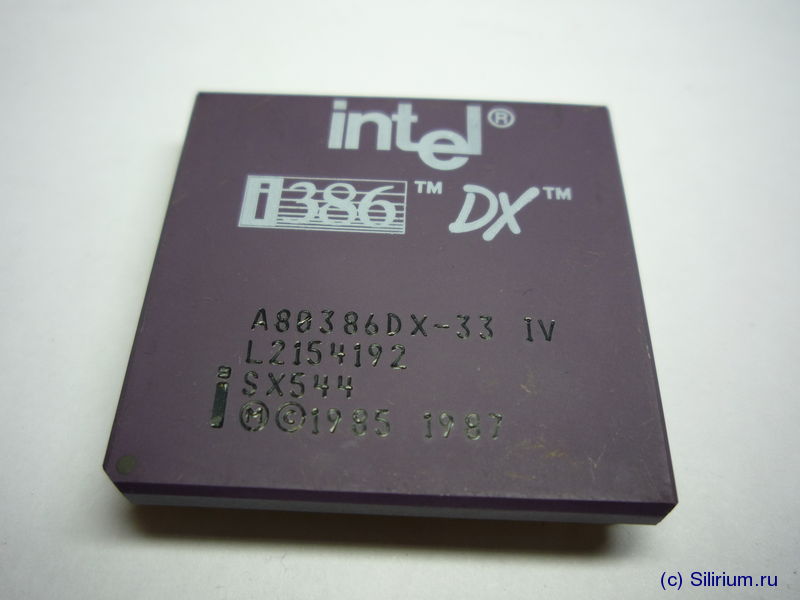 intel®
i386™ DX™
A80386DX-33 IV
L2154192
SX544
Ⓜ©1985 1987
(c) Silirium.ru